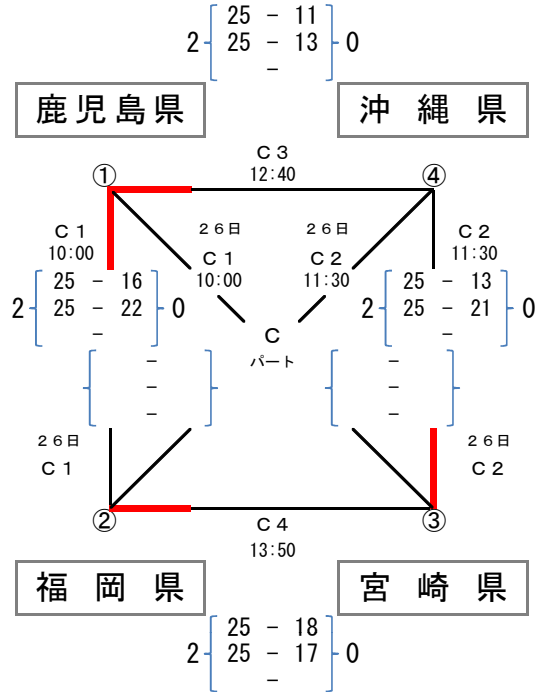 25 － 11
2 25 － 13 0
－
鹿児島県 沖縄県
Ｃ３
① 12:40 ④
２６日 ２６日
Ｃ１ Ｃ２
10:00 11:30
Ｃ１ Ｃ２
10:00 11:30
25 － 16 25 － 13
2 25 － 22 0 2 25 － 21 0
－ －
Ｃ
パート
－ －
－ －
－ －
２６日 ２６日
Ｃ１ Ｃ２
② ③
Ｃ４
13:50
福岡県 宮崎県
25 － 18
2 25 － 17 0
－